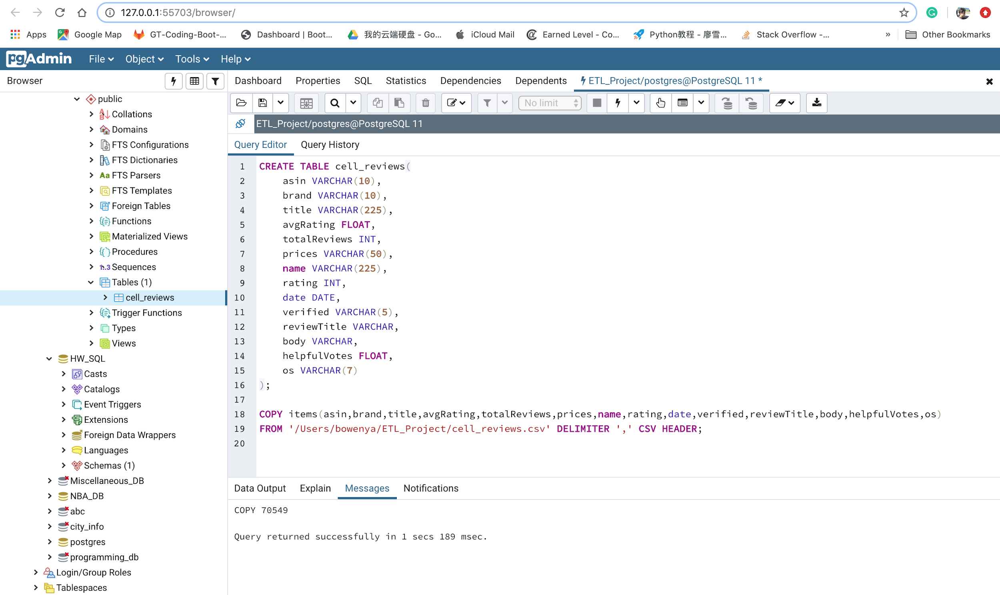 127.0.0.1:55703/browser/
Apps
Google Map
GT-Coding-Boot-...
Dashboard | Boot...
我的云端硬盘 - Go...
iCloud Mail
Earned Level - Co...
Python教程 - 廖雪...
Stack Overflow -...
»
Other Bookmarks
pgAdmin
File
Object
Tools
Help
Browser
Dashboard
Properties
SQL
Statistics
Dependencies
Dependents
ETL_Project/postgres@PostgreSQL 11 *
No limit
ETL_Project/postgres@PostgreSQL 11
Query Editor
Query History
public
Collations
Domains
FTS Configurations
FTS Dictionaries
Aa FTS Parsers
FTS Templates
Foreign Tables
Functions
Materialized Views
Procedures
1..3 Sequences
Tables (1)
cell_reviews
Trigger Functions
Types
Views
HW_SQL
Casts
Catalogs
Event Triggers
Extensions
Foreign Data Wrappers
Languages
Schemas (1)
Miscellaneous_DB
NBA_DB
abc
city_info
postgres
programming_db
Login/Group Roles
Tablespaces
1 CREATE TABLE cell_reviews(
2 asin VARCHAR(10),
3 brand VARCHAR(10),
4 title VARCHAR(225),
5 avgRating FLOAT,
6 totalReviews INT,
7 prices VARCHAR(50),
8 name VARCHAR(225),
9 rating INT,
10 date DATE,
11 verified VARCHAR(5),
12 reviewTitle VARCHAR,
13 body VARCHAR,
14 helpfulVotes FLOAT,
15 os VARCHAR(7)
16 );
17
18 COPY items(asin,brand,title,avgRating,totalReviews,prices,name,rating,date,verified,reviewTitle,body,helpfulVotes,os)
19 FROM '/Users/bowenya/ETL_Project/cell_reviews.csv' DELIMITER ',' CSV HEADER;
20
Data Output
Explain
Messages
Notifications
COPY 70549
Query returned successfully in 1 secs 189 msec.